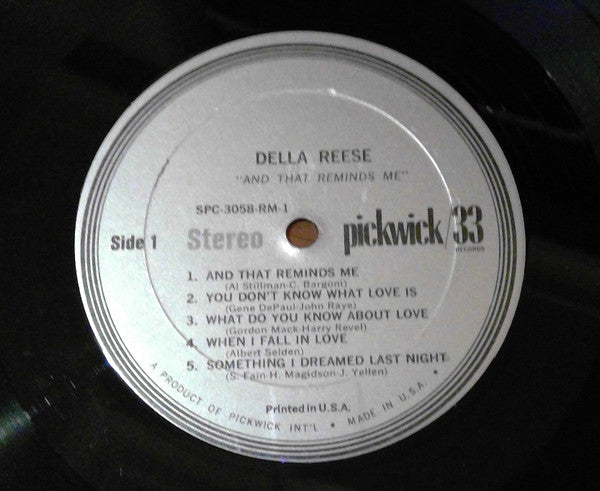 DELLA REESE
"AND THAT REMINDS ME"
SPC-3058-RM-1
Side 1 Stereo pickwick/33
RECORDS
1. AND THAT REMINDS ME
(Al Stillman-C. Bargoni)
2. YOU DON'T KNOW WHAT LOVE IS
(Gene DePaul-John Raye)
3. WHAT DO YOU KNOW ABOUT LOVE
(Gordon Mack-Harry Revel)
4. WHEN I FALL IN LOVE
(Albert Selden)
5. SOMETHING I DREAMED LAST NIGHT
(S. Fain-H. Magidson-J. Yellen)
Printed in U.S.A.
A PRODUCT OF PICKWICK INT'L • MADE IN U.S.A. •